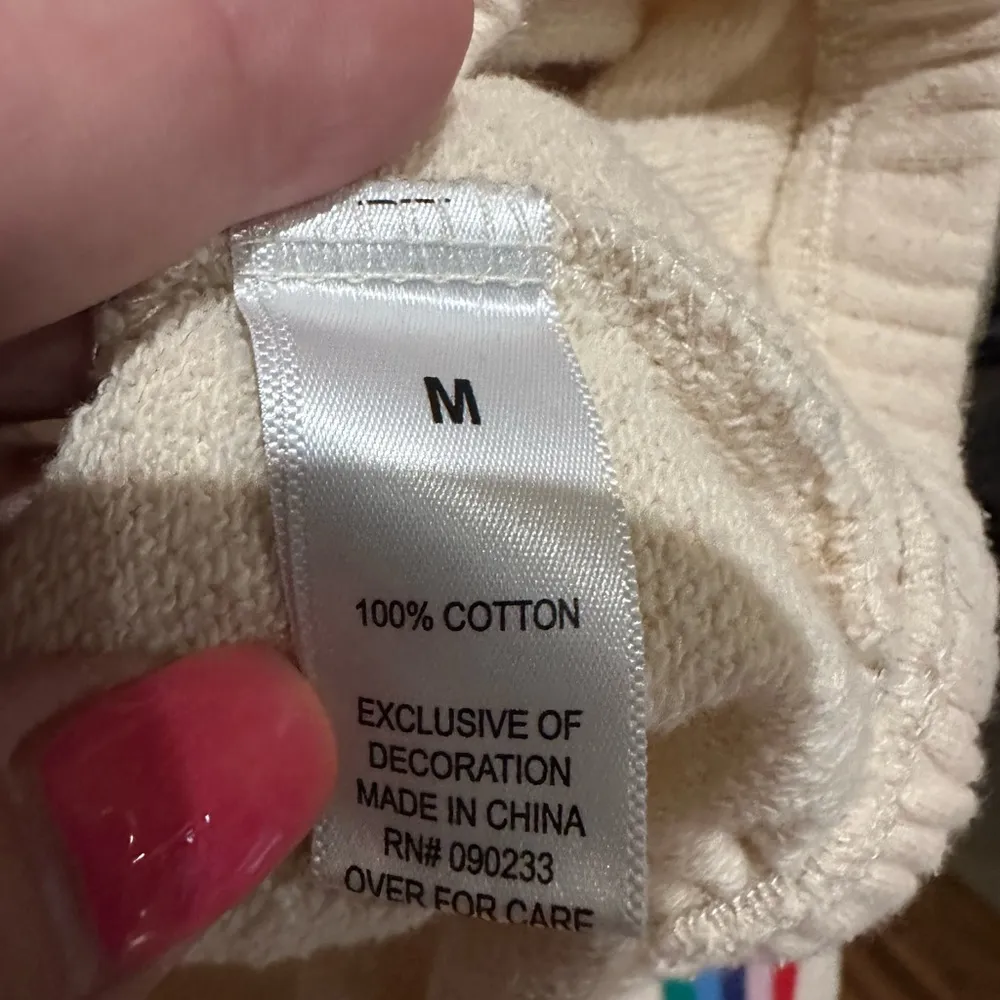 M
100% COTTON
EXCLUSIVE OF
DECORATION
MADE IN CHINA
RN# 090233
OVER FOR CARE